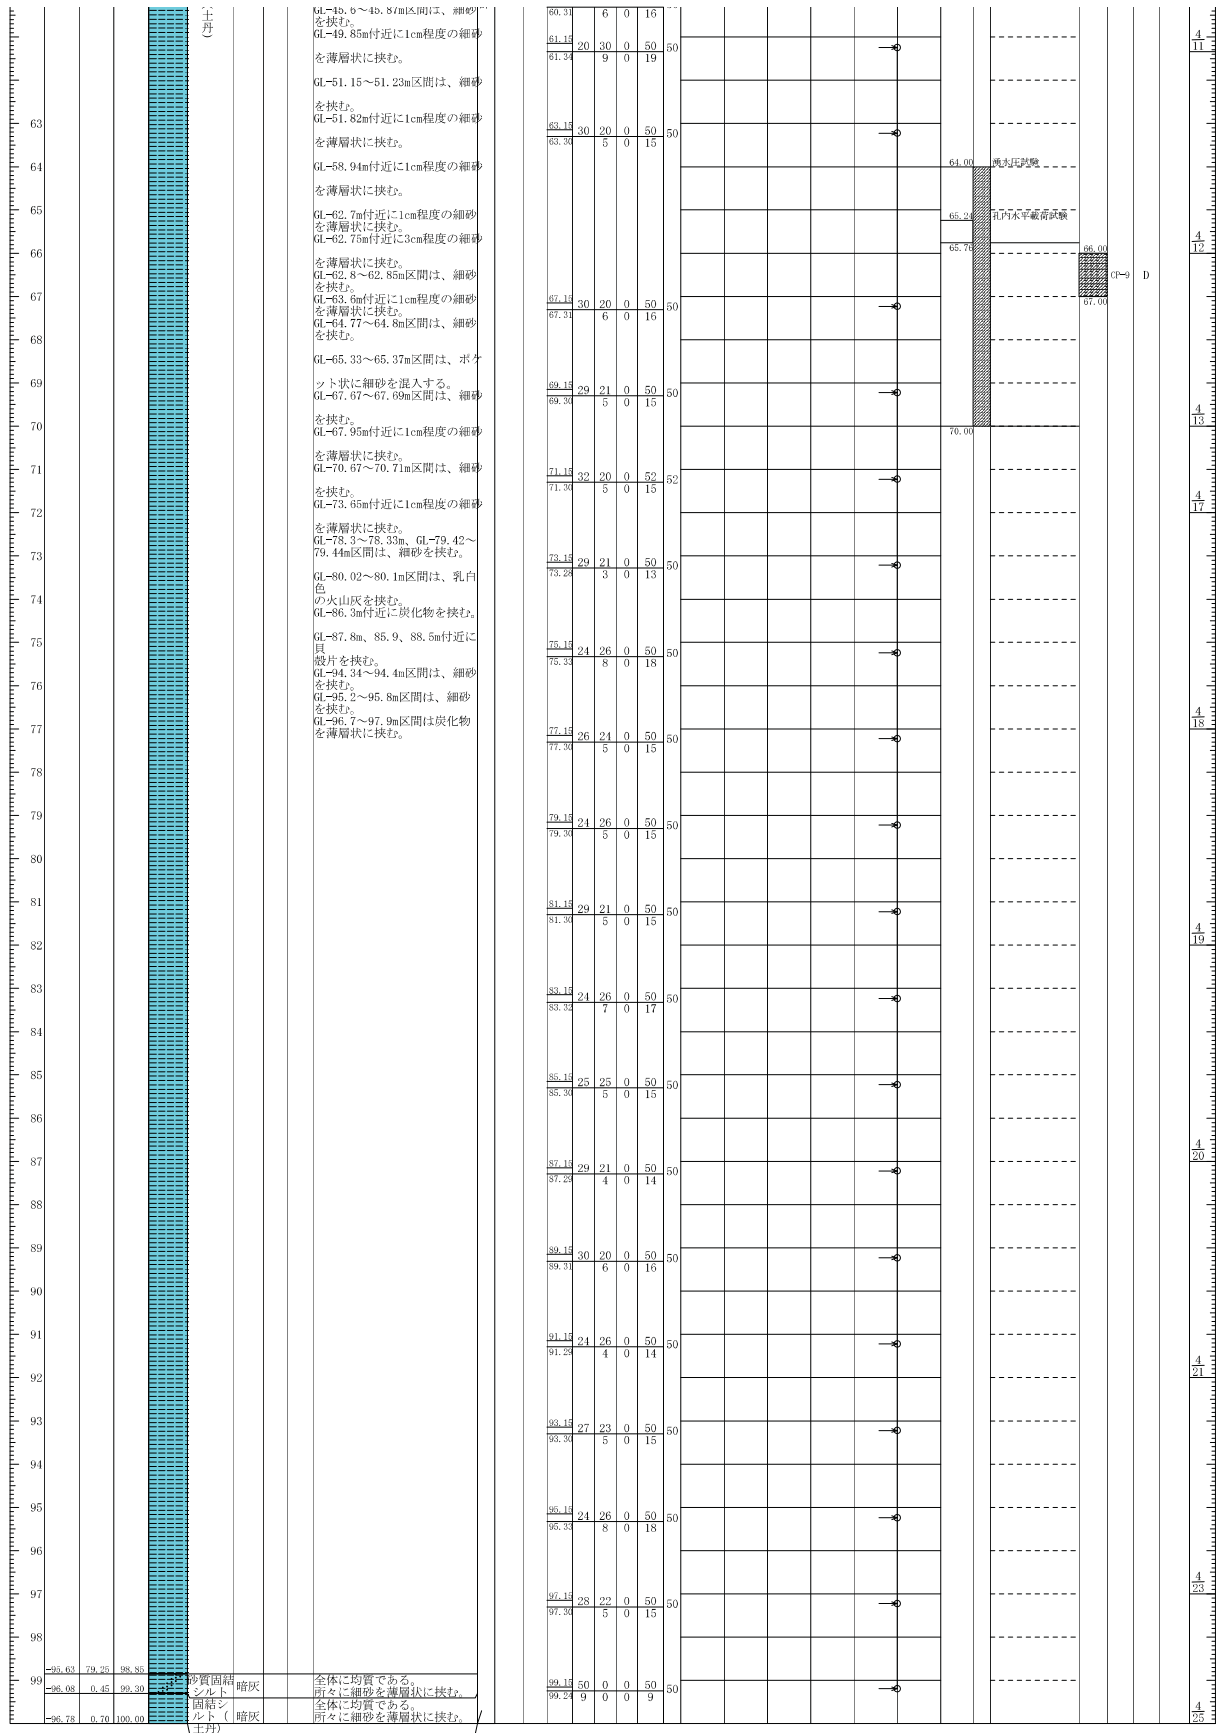 土丹)
GL-45.6～45.87m区間は、細砂
を挟む。
GL-49.85m付近に1cm程度の細砂
を薄層状に挟む。
GL-51.15～51.23m区間は、細砂
を挟む。
GL-51.82m付近に1cm程度の細砂
を薄層状に挟む。
GL-58.94m付近に1cm程度の細砂
を薄層状に挟む。
GL-62.7m付近に1cm程度の細砂
を薄層状に挟む。
GL-62.75m付近に3cm程度の細砂
を薄層状に挟む。
GL-62.8～62.85m区間は、細砂
を挟む。
GL-63.6m付近に1cm程度の細砂
を薄層状に挟む。
GL-64.77～64.8m区間は、細砂
を挟む。
GL-65.33～65.37m区間は、ポケ
ット状に細砂を混入する。
GL-67.67～67.69m区間は、細砂
を挟む。
GL-67.95m付近に1cm程度の細砂
を薄層状に挟む。
GL-70.67～70.71m区間は、細砂
を挟む。
GL-73.65m付近に1cm程度の細砂
を薄層状に挟む。
GL-78.3～78.33m、GL-79.42～
79.44m区間は、細砂を挟む。
GL-80.02～80.1m区間は、乳白
色
の火山灰を挟む。
GL-86.3m付近に炭化物を挟む。
GL-87.8m、85.9、88.5m付近に
貝
殻片を挟む。
GL-94.34～94.4m区間は、細砂
を挟む。
GL-95.2～95.8m区間は、細砂
を挟む。
GL-96.7～97.9m区間は炭化物
を薄層状に挟む。
60.31 6 0 16
61.15 20 30 0 50 50
61.34 9 0 19
4/11
63
63.15 30 20 0 50 50
63.30 5 0 15
64
64.00 湧水圧試験
65
65.24 孔内水平載荷試験
65.76
4/12
66
66.00
CP-9 D
67.00
67
67.15 30 20 0 50 50
67.31 6 0 16
68
69
69.15 29 21 0 50 50
69.30 5 0 15
4/13
70
70.00
71
71.15 32 20 0 52 52
71.30 5 0 15
4/17
72
73
73.15 29 21 0 50 50
73.28 3 0 13
74
75
75.15 24 26 0 50 50
75.33 8 0 18
76
4/18
77
77.15 26 24 0 50 50
77.30 5 0 15
78
79
79.15 24 26 0 50 50
79.30 5 0 15
80
81
81.15 29 21 0 50 50
81.30 5 0 15
4/19
82
83
83.15 24 26 0 50 50
83.32 7 0 17
84
85
85.15 25 25 0 50 50
85.30 5 0 15
86
4/20
87
87.15 29 21 0 50 50
87.29 4 0 14
88
89
89.15 30 20 0 50 50
89.31 6 0 16
90
91
91.15 24 26 0 50 50
91.29 4 0 14
4/21
92
93
93.15 27 23 0 50 50
93.30 5 0 15
94
95
95.15 24 26 0 50 50
95.33 8 0 18
96
4/23
97
97.15 28 22 0 50 50
97.30 5 0 15
98
-95.63 79.25 98.85
99
99.15 50 0 0 50 50
99.24 9 0 0 9
-96.08 0.45 99.30
砂質固結
シルト
暗灰
全体に均質である。
所々に細砂を薄層状に挟む。
-96.78 0.70 100.00
固結シ
ルト(
土丹)
暗灰
全体に均質である。
所々に細砂を薄層状に挟む。
4/25